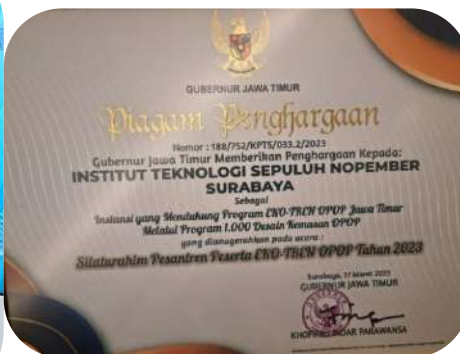 GUBERNUR JAWA TIMUR
Piagam Penghargaan
Nomor : 188/752/KPTS/033.2/2023
Gubernur Jawa Timur Memberikan Penghargaan Kepada:
INSTITUT TEKNOLOGI SEPULUH NOPEMBER
SURABAYA
Sebagai
Instansi yang Mendukung Program EKO-TREN OPOP Jawa Timur
Melalui Program 1.000 Desain Kemasan OPOP
yang dianugerahkan pada acara :
Silaturahim Pesantren Peserta EKO-TREN OPOP Tahun 2023
Surabaya, 17 Maret 2023
GUBERNUR JAWA TIMUR
KHOFIFAH INDAR PARAWANSA